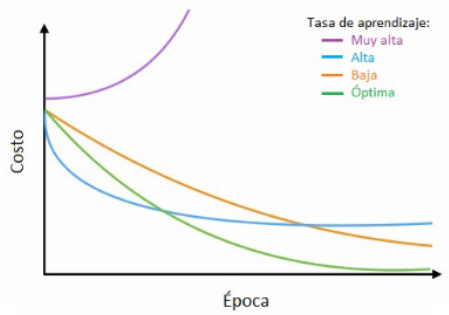 Tasa de aprendizaje:
Muy alta
Alta
Baja
Óptima
Costo
Época